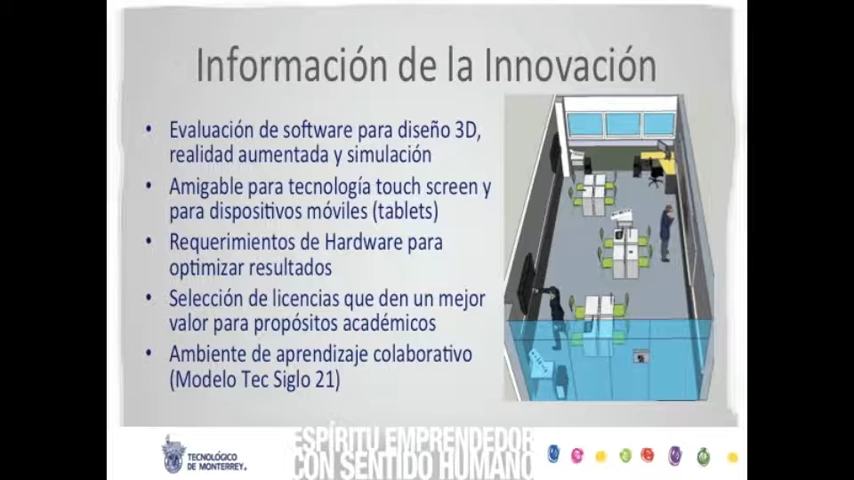 Información de la Innovación
• Evaluación de software para diseño 3D,
realidad aumentada y simulación
• Amigable para tecnología touch screen y
para dispositivos móviles (tablets)
• Requerimientos de Hardware para
optimizar resultados
• Selección de licencias que den un mejor
valor para propósitos académicos
• Ambiente de aprendizaje colaborativo
(Modelo Tec Siglo 21)
TECNOLÓGICO
DE MONTERREY.
ESPÍRITU EMPRENDEDOR
CON SENTIDO HUMANO